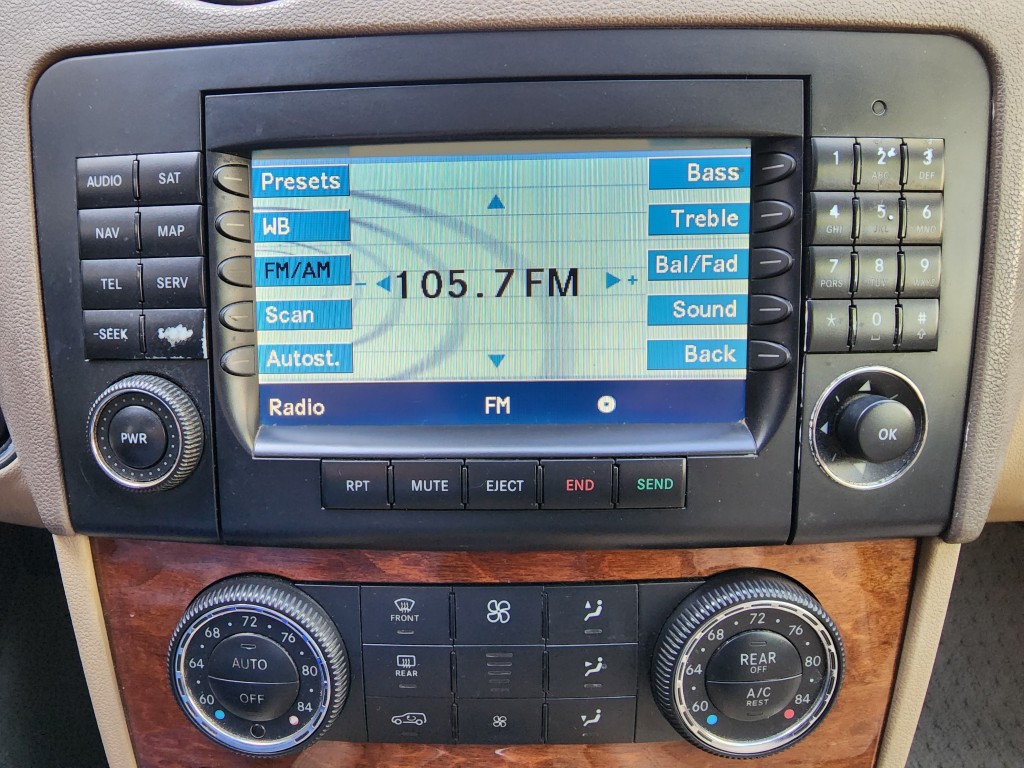 AUDIO SAT
NAV MAP
TEL SERV
-SEEK
PWR
Presets
WB
FM/AM
Scan
Autost.
- 105.7 FM +
Bass
Treble
Bal/Fad
Sound
Back
Radio FM
1 2 3
ABC DEF
4 5 6
GHI JKL MNO
7 8 9
PQRS TUV WXYZ
* 0 #
OK
RPT MUTE EJECT END SEND
60 64 68 72 76 80 84
AUTO
OFF
FRONT
REAR
60 64 68 72 76 80 84
REAR
OFF
A/C
REST